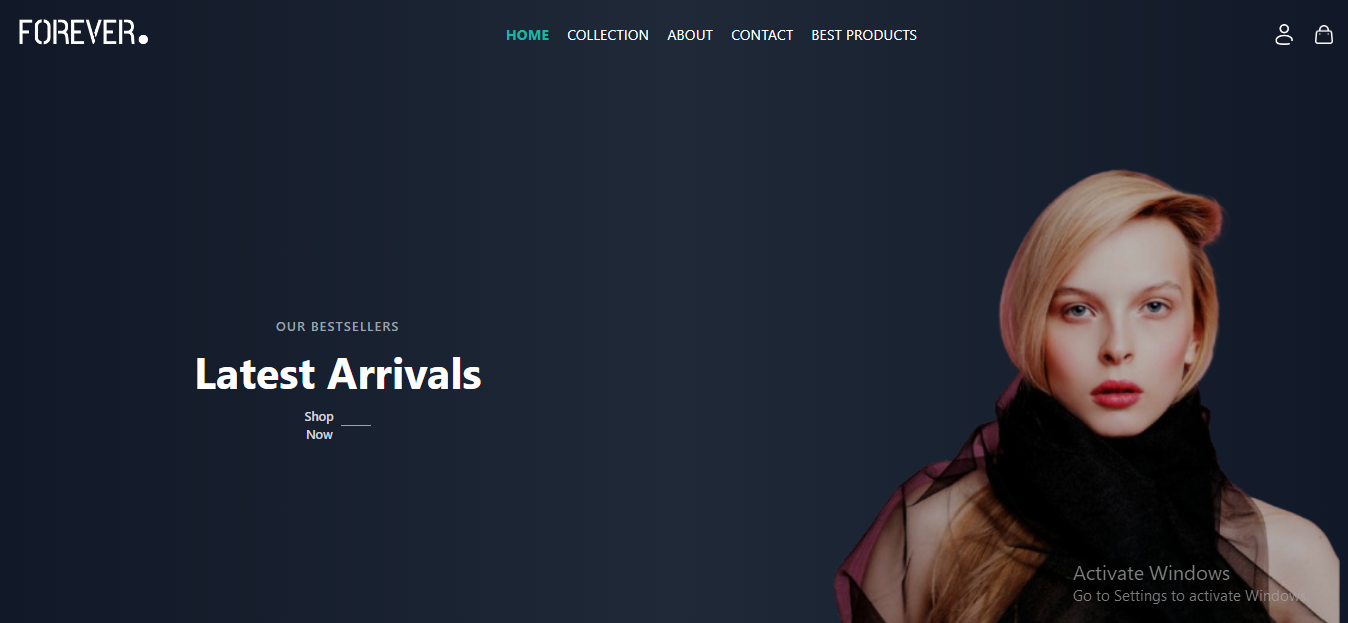 FOREVER.
HOME COLLECTION ABOUT CONTACT BEST PRODUCTS
OUR BESTSELLERS
Latest Arrivals
Shop
Now
Activate Windows
Go to Settings to activate Windows.